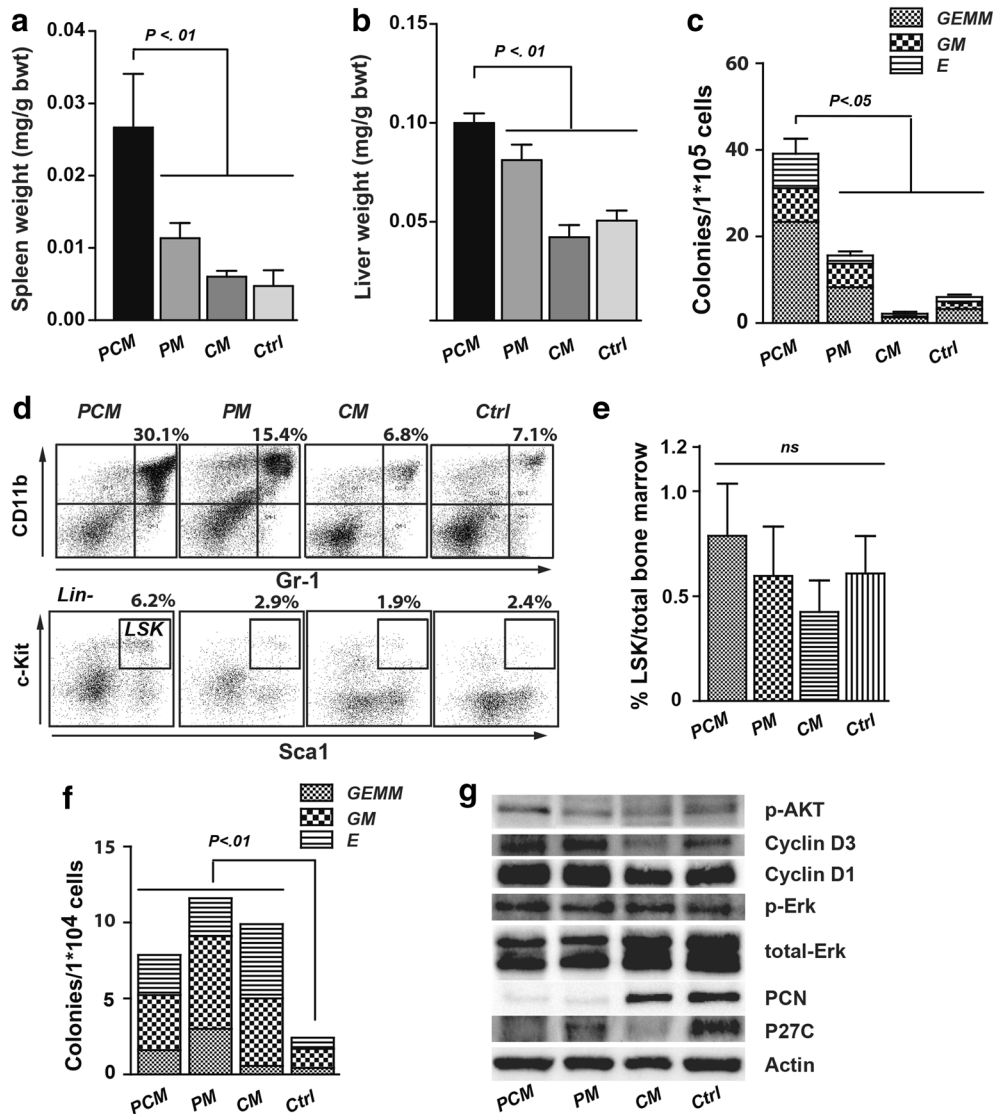 a
Spleen weight (mg/g bwt)
0.04
0.03
0.02
0.01
0.00
P <. 01
PCM
PM
CM
Ctrl
b
Liver weight (mg/g bwt)
0.15
0.10
0.05
P <. 01
PCM
PM
CM
Ctrl
c
GEMM
GM
E
Colonies/1*10^5 cells
60
40
20
0
P<.05
PCM
PM
CM
Ctrl
d
PCM PM CM Ctrl
30.1% 15.4% 6.8% 7.1%
CD11b
Gr-1
Lin-
6.2% 2.9% 1.9% 2.4%
LSK
c-Kit
Sca1
e
% LSK/total bone marrow
1.2
1.0
0.5
0
ns
PCM
PM
CM
Ctrl
f
GEMM
GM
E
Colonies/1*10^4 cells
15
10
5
0
P<.01
PCM
PM
CM
Ctrl
g
p-AKT
Cyclin D3
Cyclin D1
p-Erk
total-Erk
PCN
P27C
Actin
PCM
PM
CM
Ctrl